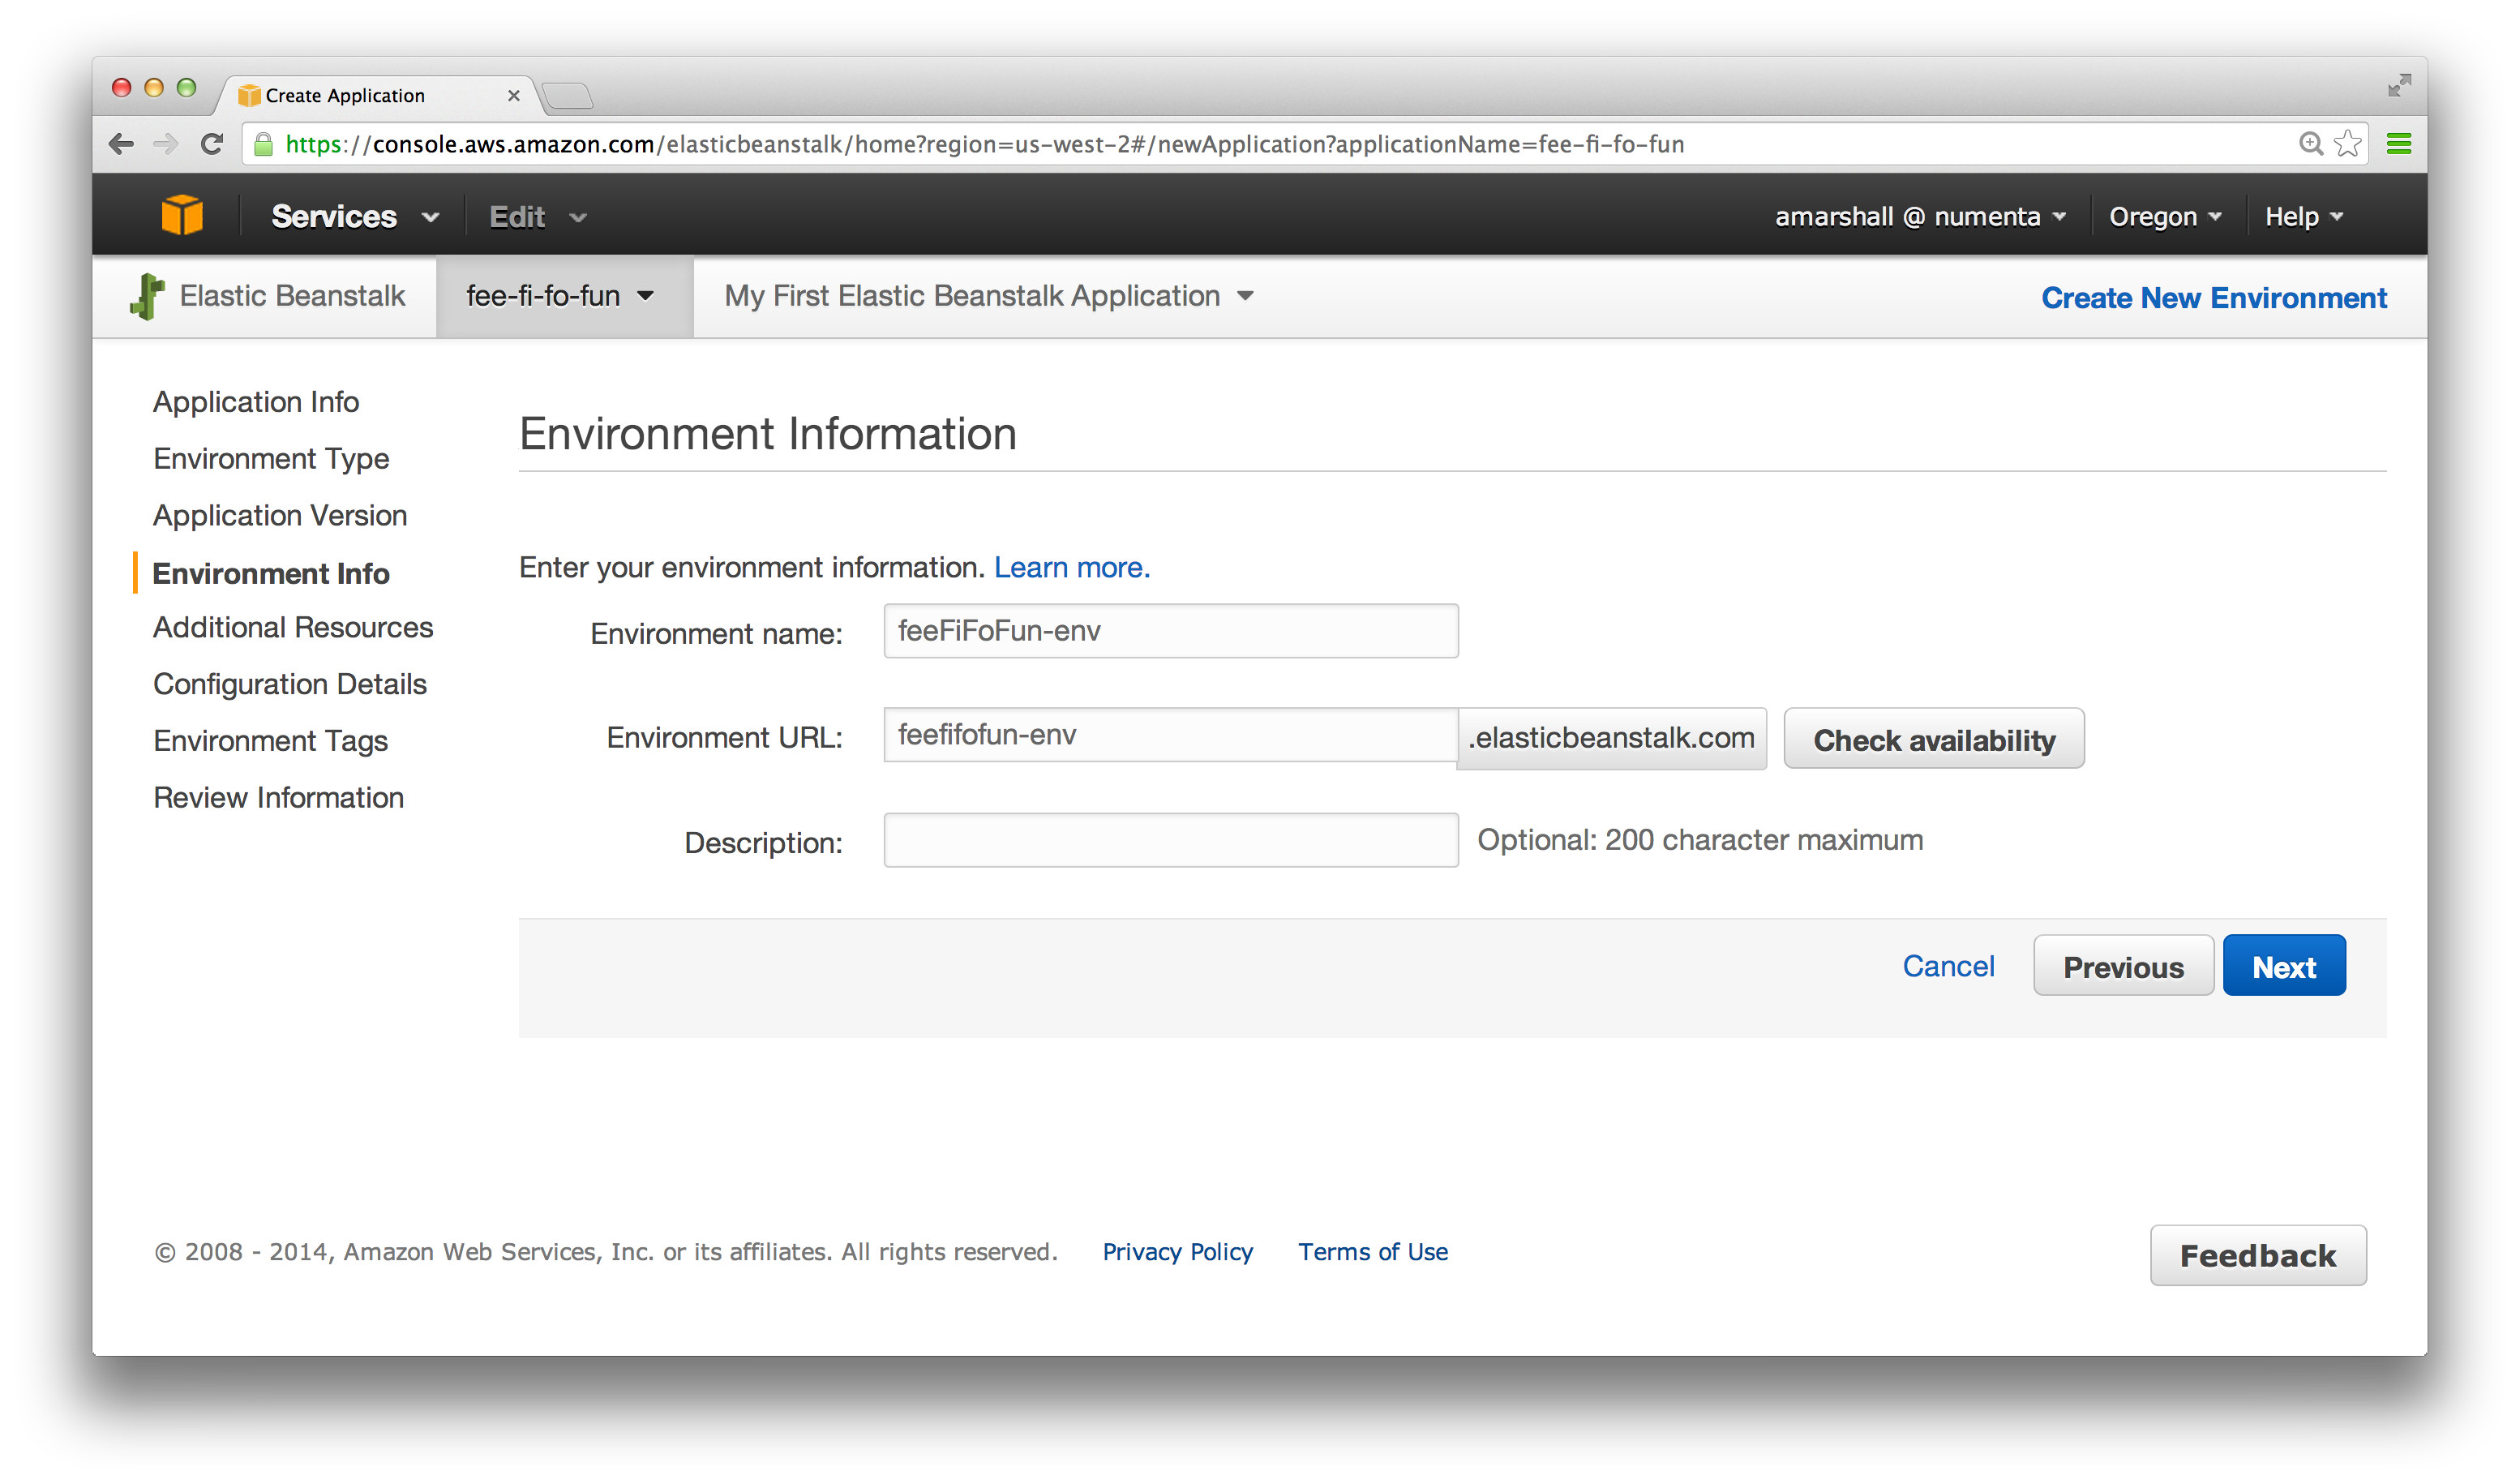 Create Application
https://console.aws.amazon.com/elasticbeanstalk/home?region=us-west-2#/newApplication?applicationName=fee-fi-fo-fun
Services Edit amarshall @ numenta Oregon Help
Elastic Beanstalk fee-fi-fo-fun My First Elastic Beanstalk Application Create New Environment
Application Info
Environment Type
Application Version
Environment Info
Additional Resources
Configuration Details
Environment Tags
Review Information
Environment Information
Enter your environment information. Learn more.
Environment name: feeFiFoFun-env
Environment URL: feefifofun-env .elasticbeanstalk.com Check availability
Description: Optional: 200 character maximum
Cancel Previous Next
© 2008 - 2014, Amazon Web Services, Inc. or its affiliates. All rights reserved. Privacy Policy Terms of Use Feedback